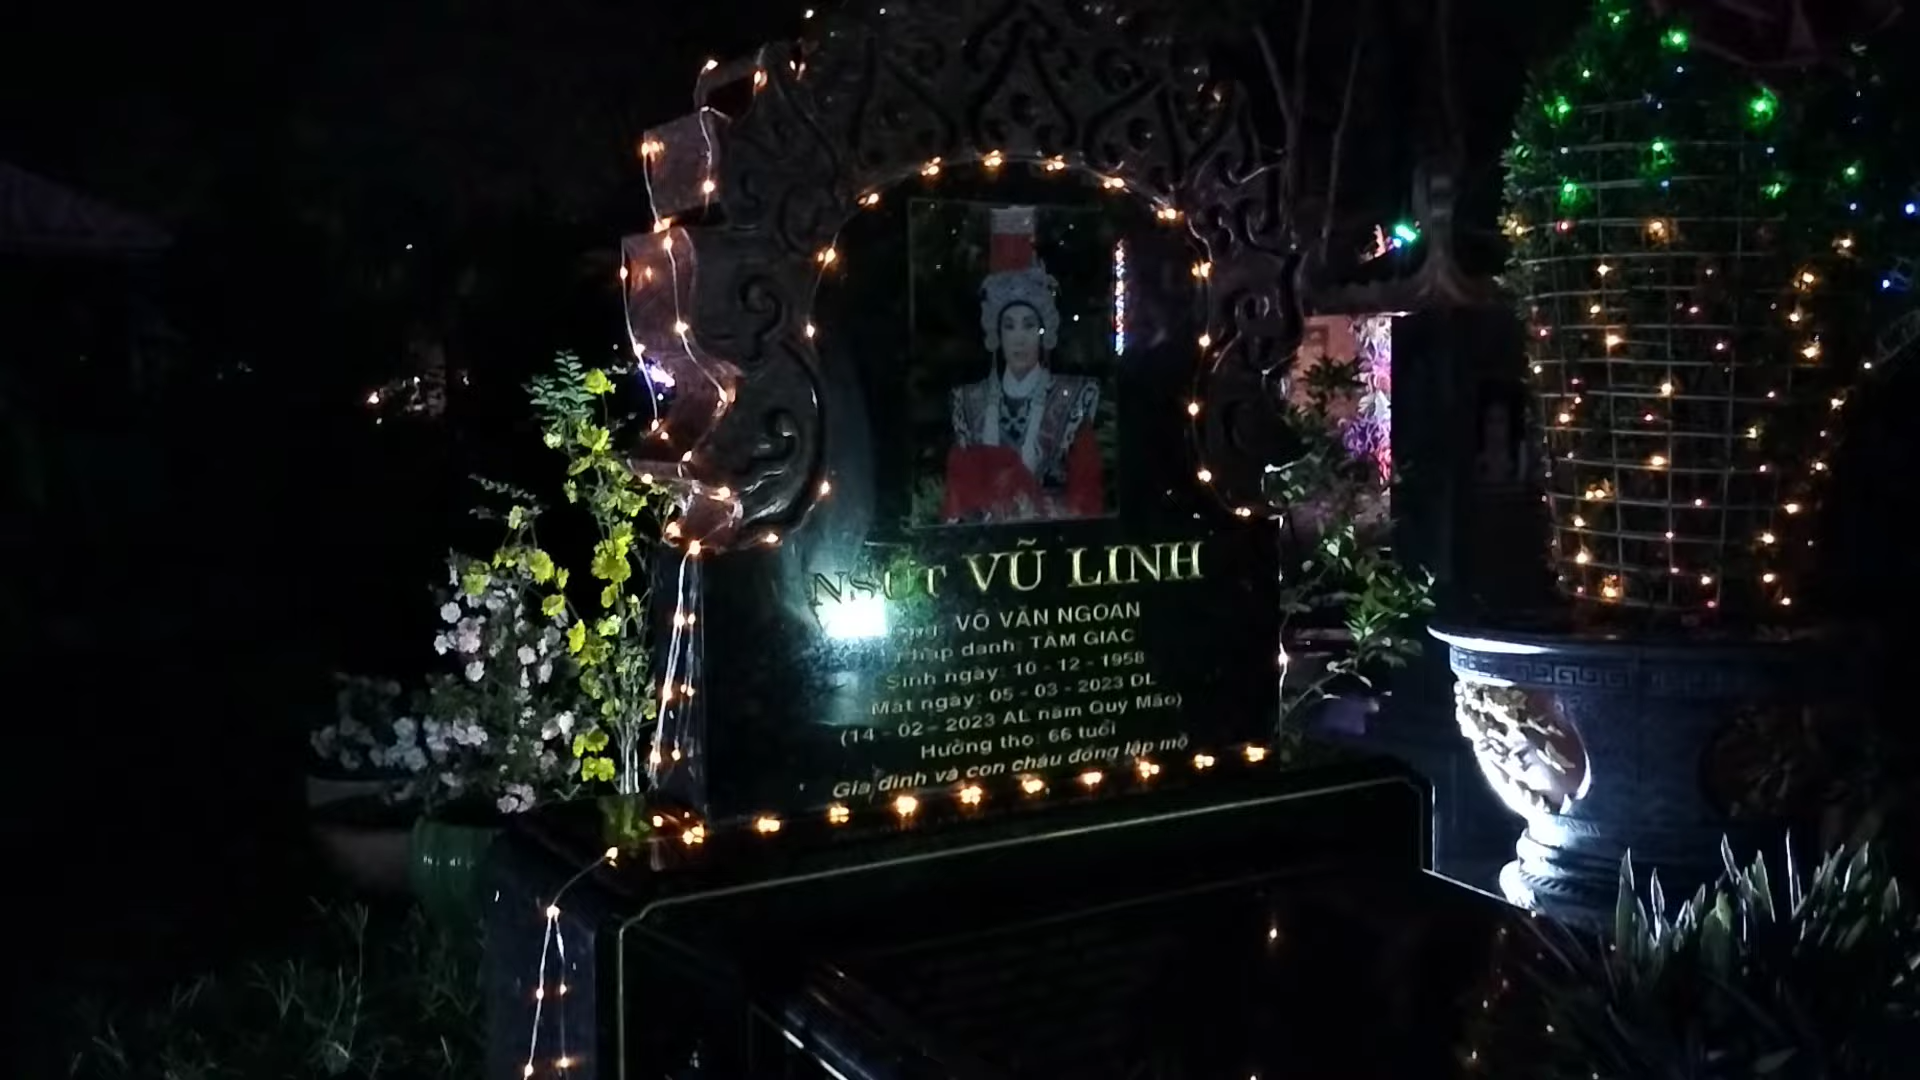 NSƯT VŨ LINH
VÕ VĂN NGOAN
Pháp danh: TÂM GIÁC
Sinh ngày: 10 - 12 - 1958
Mất ngày: 05 - 03 - 2023 DL
(14 - 02 - 2023 AL năm Quý Mão)
Hưởng thọ: 66 tuổi
Gia đình và con cháu đồng lập mộ